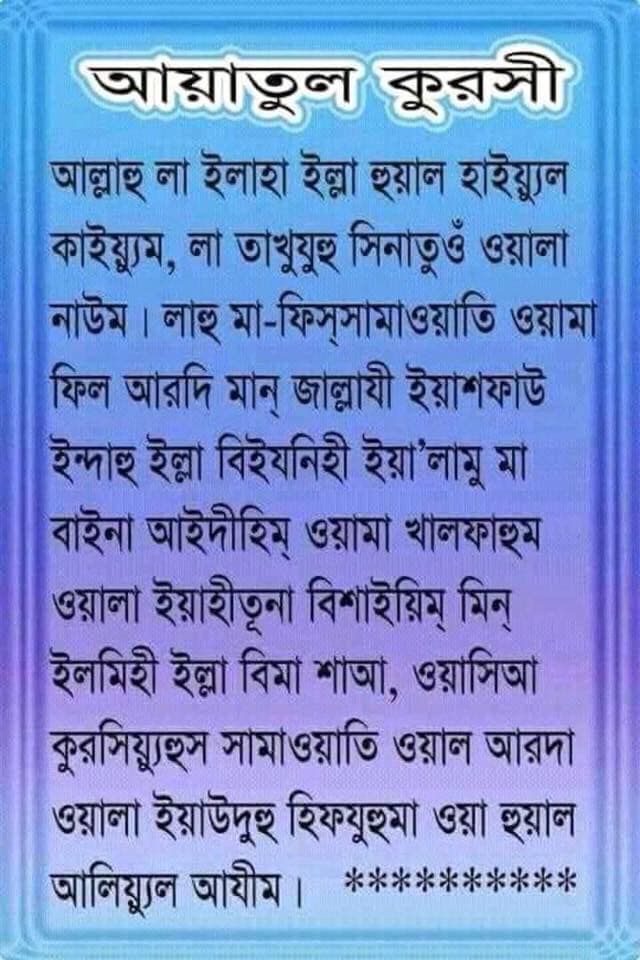 আয়াতুল কুরসী
আল্লাহু লা ইলাহা ইল্লা হুয়াল হাইয়্যুল
কাইয়্যুম, লা তাখুযুহু সিনাতুওঁ ওয়ালা
নাউম। লাহু মা-ফিস্সামাওয়াতি ওয়ামা
ফিল আরদি মান্ জাল্লাযী ইয়াশফাউ
ইন্দাহু ইল্লা বিইযনিহী ইয়া’লামু মা
বাইনা আইদীহিম্ ওয়ামা খালফাহুম
ওয়ালা ইয়াহীতূনা বিশাইয়িম্ মিন্
ইলমিহী ইল্লা বিমা শাআ, ওয়াসিআ
কুরসিয়্যুহুস সামাওয়াতি ওয়াল আরদা
ওয়ালা ইয়াউদুহু হিফযুহুমা ওয়া হুয়াল
আলিয়্যুল আযীম। **********